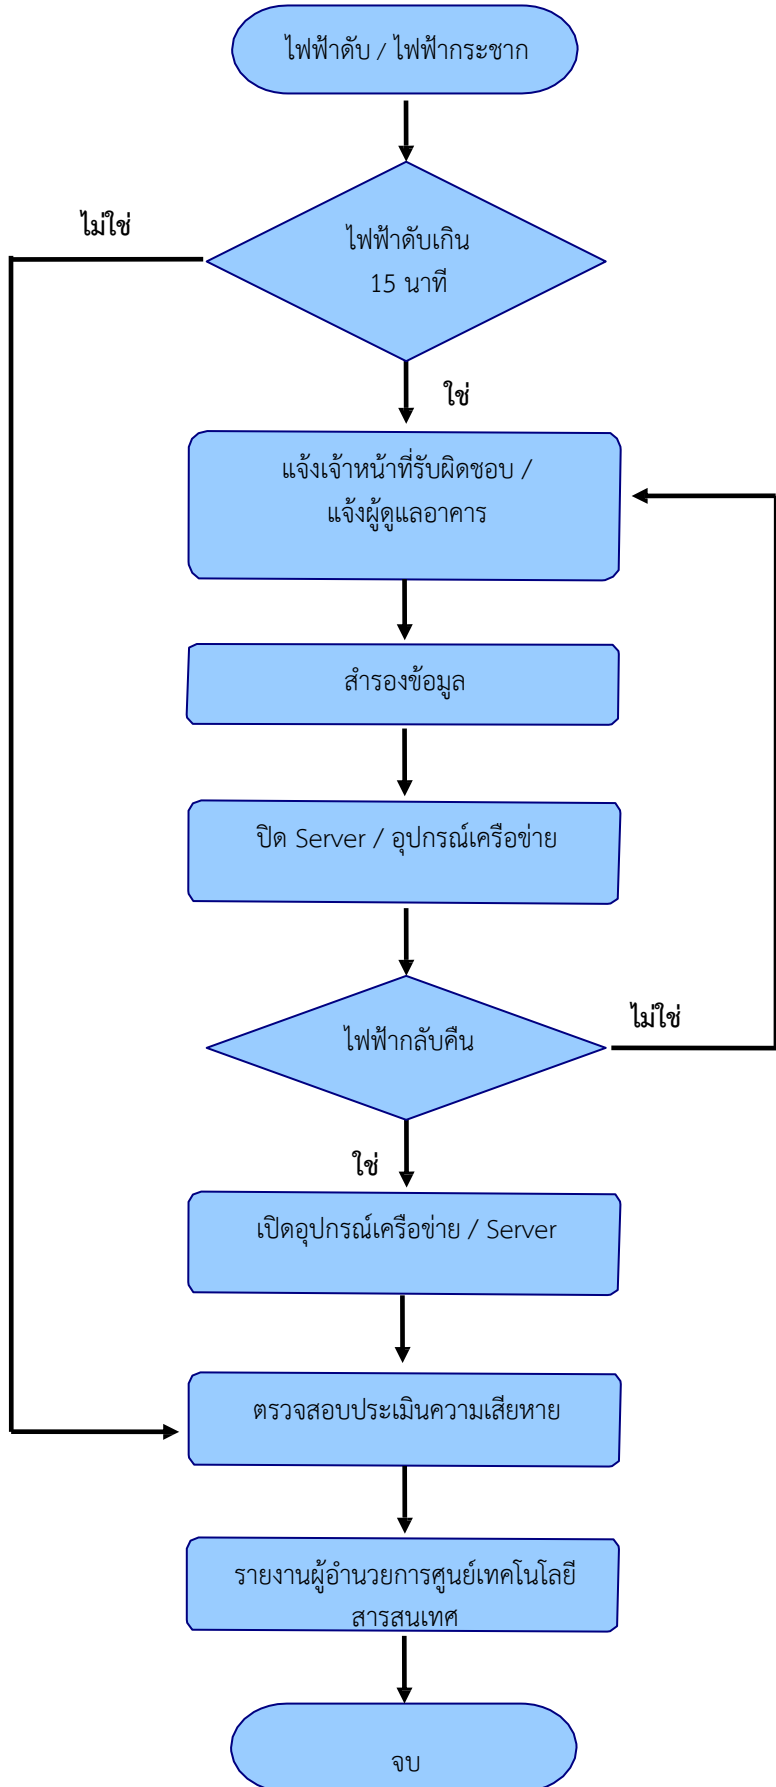 ไฟฟ้าดับ / ไฟฟ้ากระชาก
ไม่ใช่
ไฟฟ้าดับเกิน
15 นาที
ใช่
แจ้งเจ้าหน้าที่รับผิดชอบ /
แจ้งผู้ดูแลอาคาร
สำรองข้อมูล
ปิด Server / อุปกรณ์เครือข่าย
ไม่ใช่
ไฟฟ้ากลับคืน
ใช่
เปิดอุปกรณ์เครือข่าย / Server
ตรวจสอบประเมินความเสียหาย
รายงานผู้อำนวยการศูนย์เทคโนโลยี
สารสนเทศ
จบ